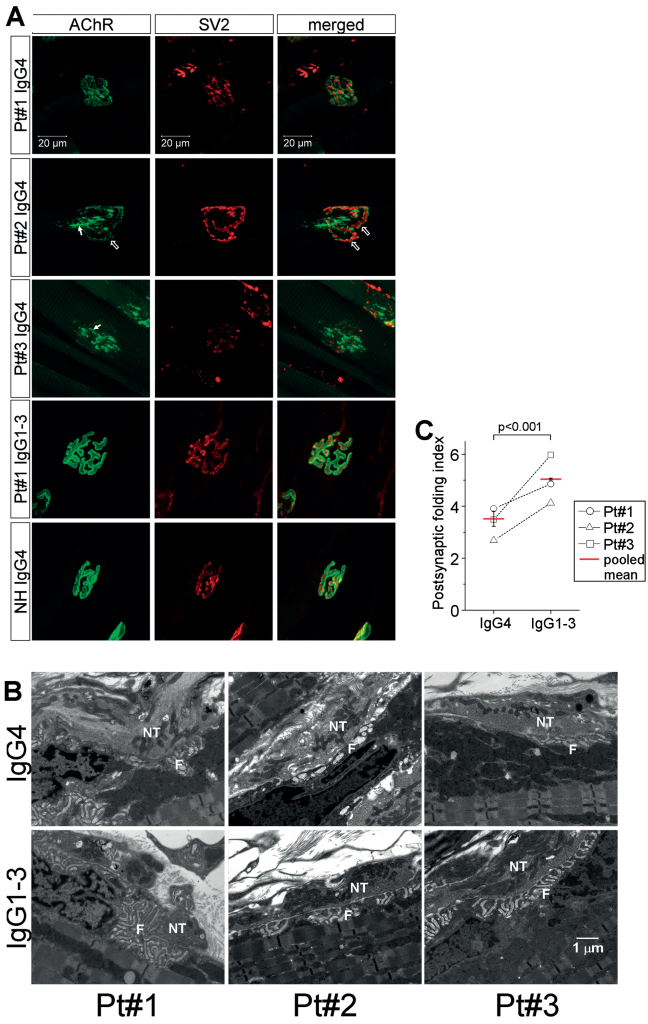 A
AChR
SV2
merged
Pt#1 IgG4
20 µm
20 µm
20 µm
Pt#2 IgG4
Pt#3 IgG4
Pt#1 IgG1-3
NH IgG4
C
p<0.001
Postsynaptic folding index
6
4
2
0
IgG4
IgG1-3
Pt#1
Pt#2
Pt#3
pooled
mean
B
IgG4
NT
F
NT
F
NT
F
IgG1-3
F
NT
NT
F
NT
F
1 µm
Pt#1
Pt#2
Pt#3